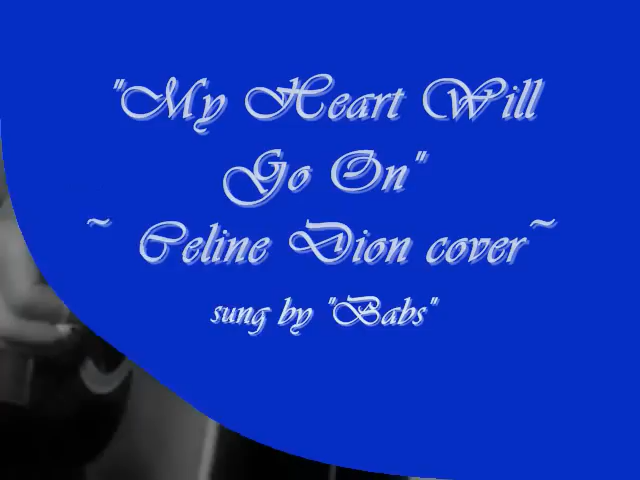 "My Heart Will
Go On"
~ Celine Dion cover ~
sung by "Babs"